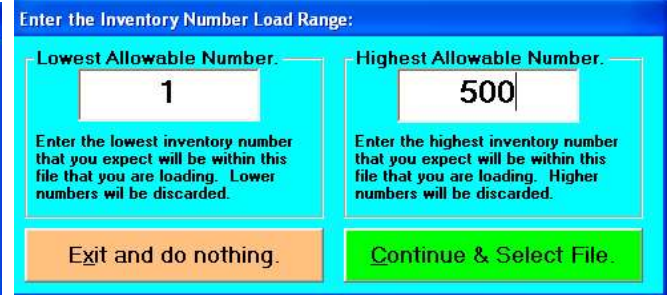 Enter the Inventory Number Load Range:
Lowest Allowable Number.
1
Enter the lowest inventory number
that you expect will be within this
file that you are loading. Lower
numbers wil be discarded.
Highest Allowable Number.
500
Enter the highest inventory number
that you expect will be within this
file that you are loading. Higher
numbers will be discarded.
Exit and do nothing.
Continue & Select File.